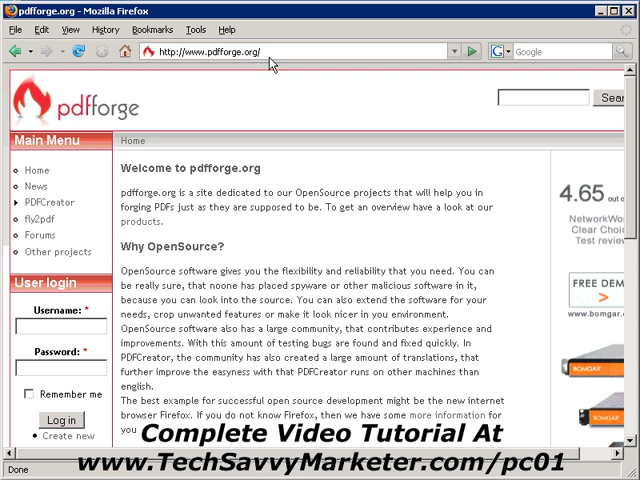 pdfforge.org - Mozilla Firefox
File Edit View History Bookmarks Tools Help
http://www.pdfforge.org/
Google
pdfforge
Sear
Main Menu
Home
Home
News
PDFCreator
fly2pdf
Forums
Other projects
User login
Username: *
Password: *
Remember me
Log in
Create new
Welcome to pdfforge.org
pdfforge.org is a site dedicated to our OpenSource projects that will help you in
forging PDFs just as they are supposed to be. To get an overview have a look at our
products.
Why OpenSource?
OpenSource software gives you the flexibility and reliability that you need. You can
be really sure, that noone has placed spyware or other malicious software in it,
because you can look into the source. You can also extend the software for your
needs, crop unwanted features or make it look nicer in you environment.
OpenSource software also has a large community, that contributes experience and
improvements. With this amount of testing bugs are found and fixed quickly. In
PDFCreator, the community has also created a large amount of translations, that
further improve the easyness with that PDFCreator runs on other machines than
english.
The best example for successful open source development might be the new internet
browser Firefox. If you do not know Firefox, then we have some more information for
you
4.65 out o
NetworkWo
Clear Choic
Test review
FREE DEM
>
www.bomgar.c
BOMGAR
Complete Video Tutorial At
www.TechSavvyMarketer.com/pc01
Done